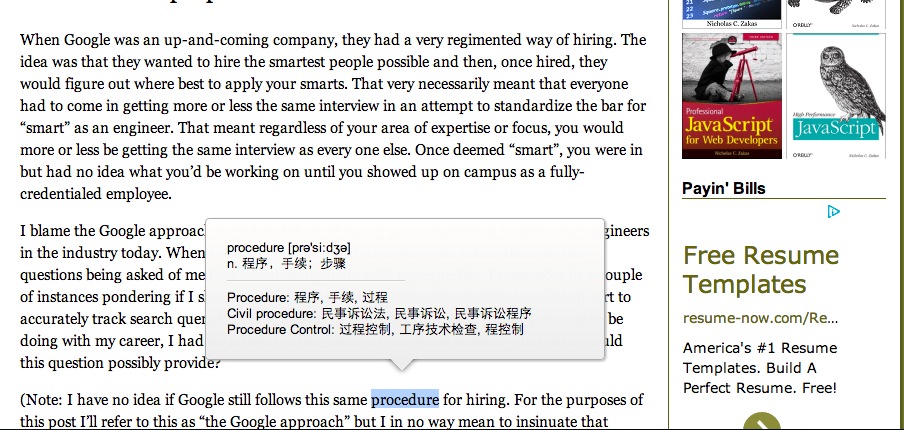 When Google was an up-and-coming company, they had a very regimented way of hiring. The
idea was that they wanted to hire the smartest people possible and then, once hired, they
would figure out where best to apply your smarts. That very necessarily meant that everyone
had to come in getting more or less the same interview in an attempt to standardize the bar for
“smart” as an engineer. That meant regardless of your area of expertise or focus, you would
more or less be getting the same interview as every one else. Once deemed “smart”, you were in
but had no idea what you’d be working on until you showed up on campus as a fully-
credentialed employee.
I blame the Google approac
gineers
in the industry today. When
questions being asked of me
ouple
of instances pondering if I s
rt to
accurately track search quer
be
doing with my career, I had
uld
this question possibly provide?
procedure [prə'si:dʒə]
n. 程序，手续；步骤
Procedure: 程序, 手续, 过程
Civil procedure: 民事诉讼法, 民事诉讼, 民事诉讼程序
Procedure Control: 过程控制, 工序技术检查, 程控制
(Note: I have no idea if Google still follows this same procedure for hiring. For the purposes of
this post I’ll refer to this as “the Google approach” but I in no way mean to insinuate that
21
22
23
Nicholas C. Zakas
O'REILLY
Professional
JavaScript
for Web Developers
Nicholas C. Zakas
High Performance
JavaScript
O'REILLY
Nicholas C. Zakas
Payin' Bills
Free Resume
Templates
resume-now.com/Re...
America's #1 Resume
Templates. Build A
Perfect Resume. Free!